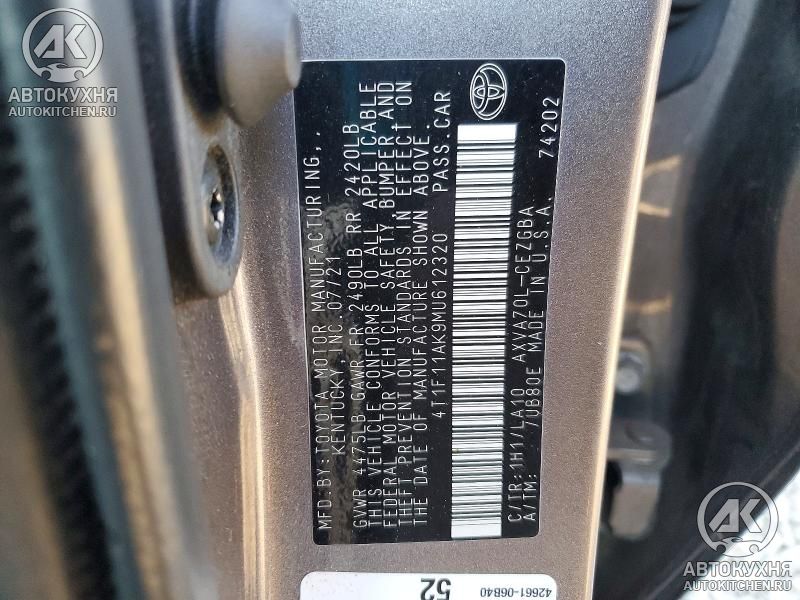 MFD.BY:TOYOTA MOTOR MANUFACTURING,,
KENTUCKY,INC.07/21
GVWR 4475LB GAWR FR 2490LB RR 2420LB
THIS VEHICLE CONFORMS TO ALL APPLICABLE
FEDERAL MOTOR VEHICLE SAFETY, BUMPER AND
THEFT PREVENTION STANDARDS IN EFFECT ON
THE DATE OF MANUFACTURE SHOWN ABOVE.
4T1F11AK9MU612320 PASS. CAR
C/TR:1H1/LA10 AXVA70L-CEZGBA
A/TM: /UB80E MADE IN U.S.A.
74202
52
42661-06B40
АК
АВТОКУХНЯ
AUTOKITCHEN.RU
АК
АВТОКУХНЯ
AUTOKITCHEN.RU